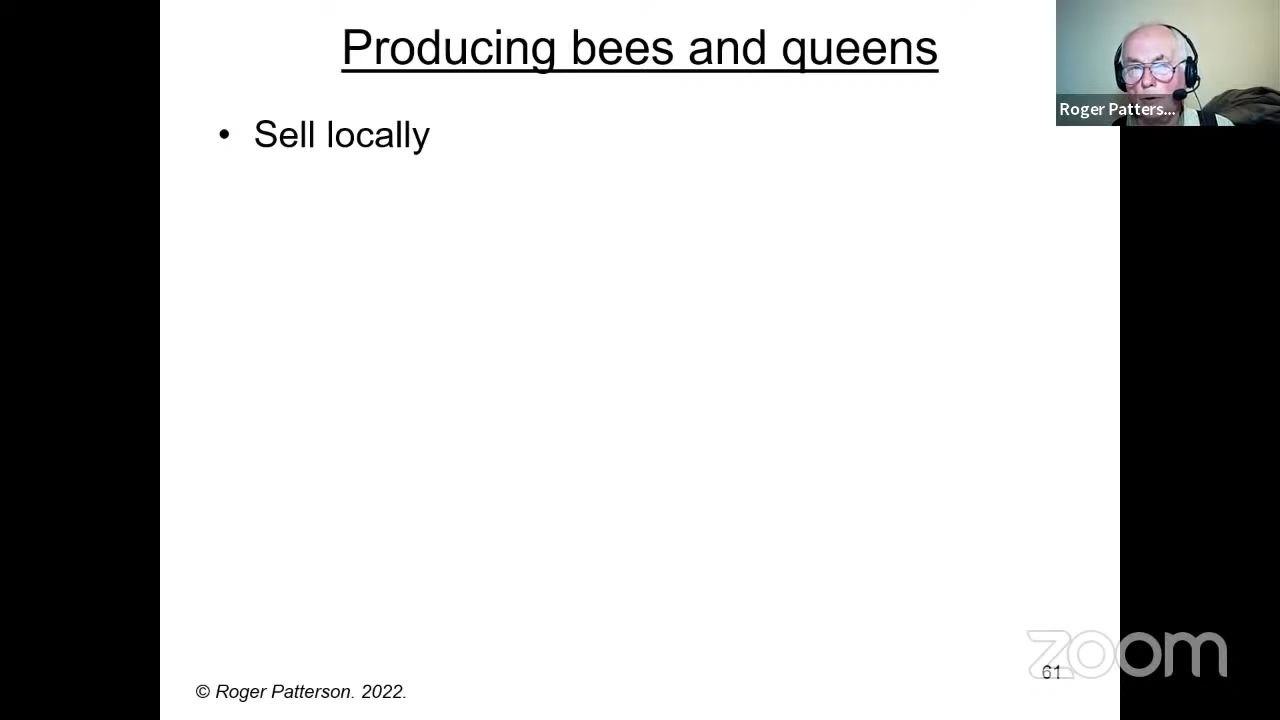 Producing bees and queens
Roger Patters...
• Sell locally
zoom
61
© Roger Patterson. 2022.